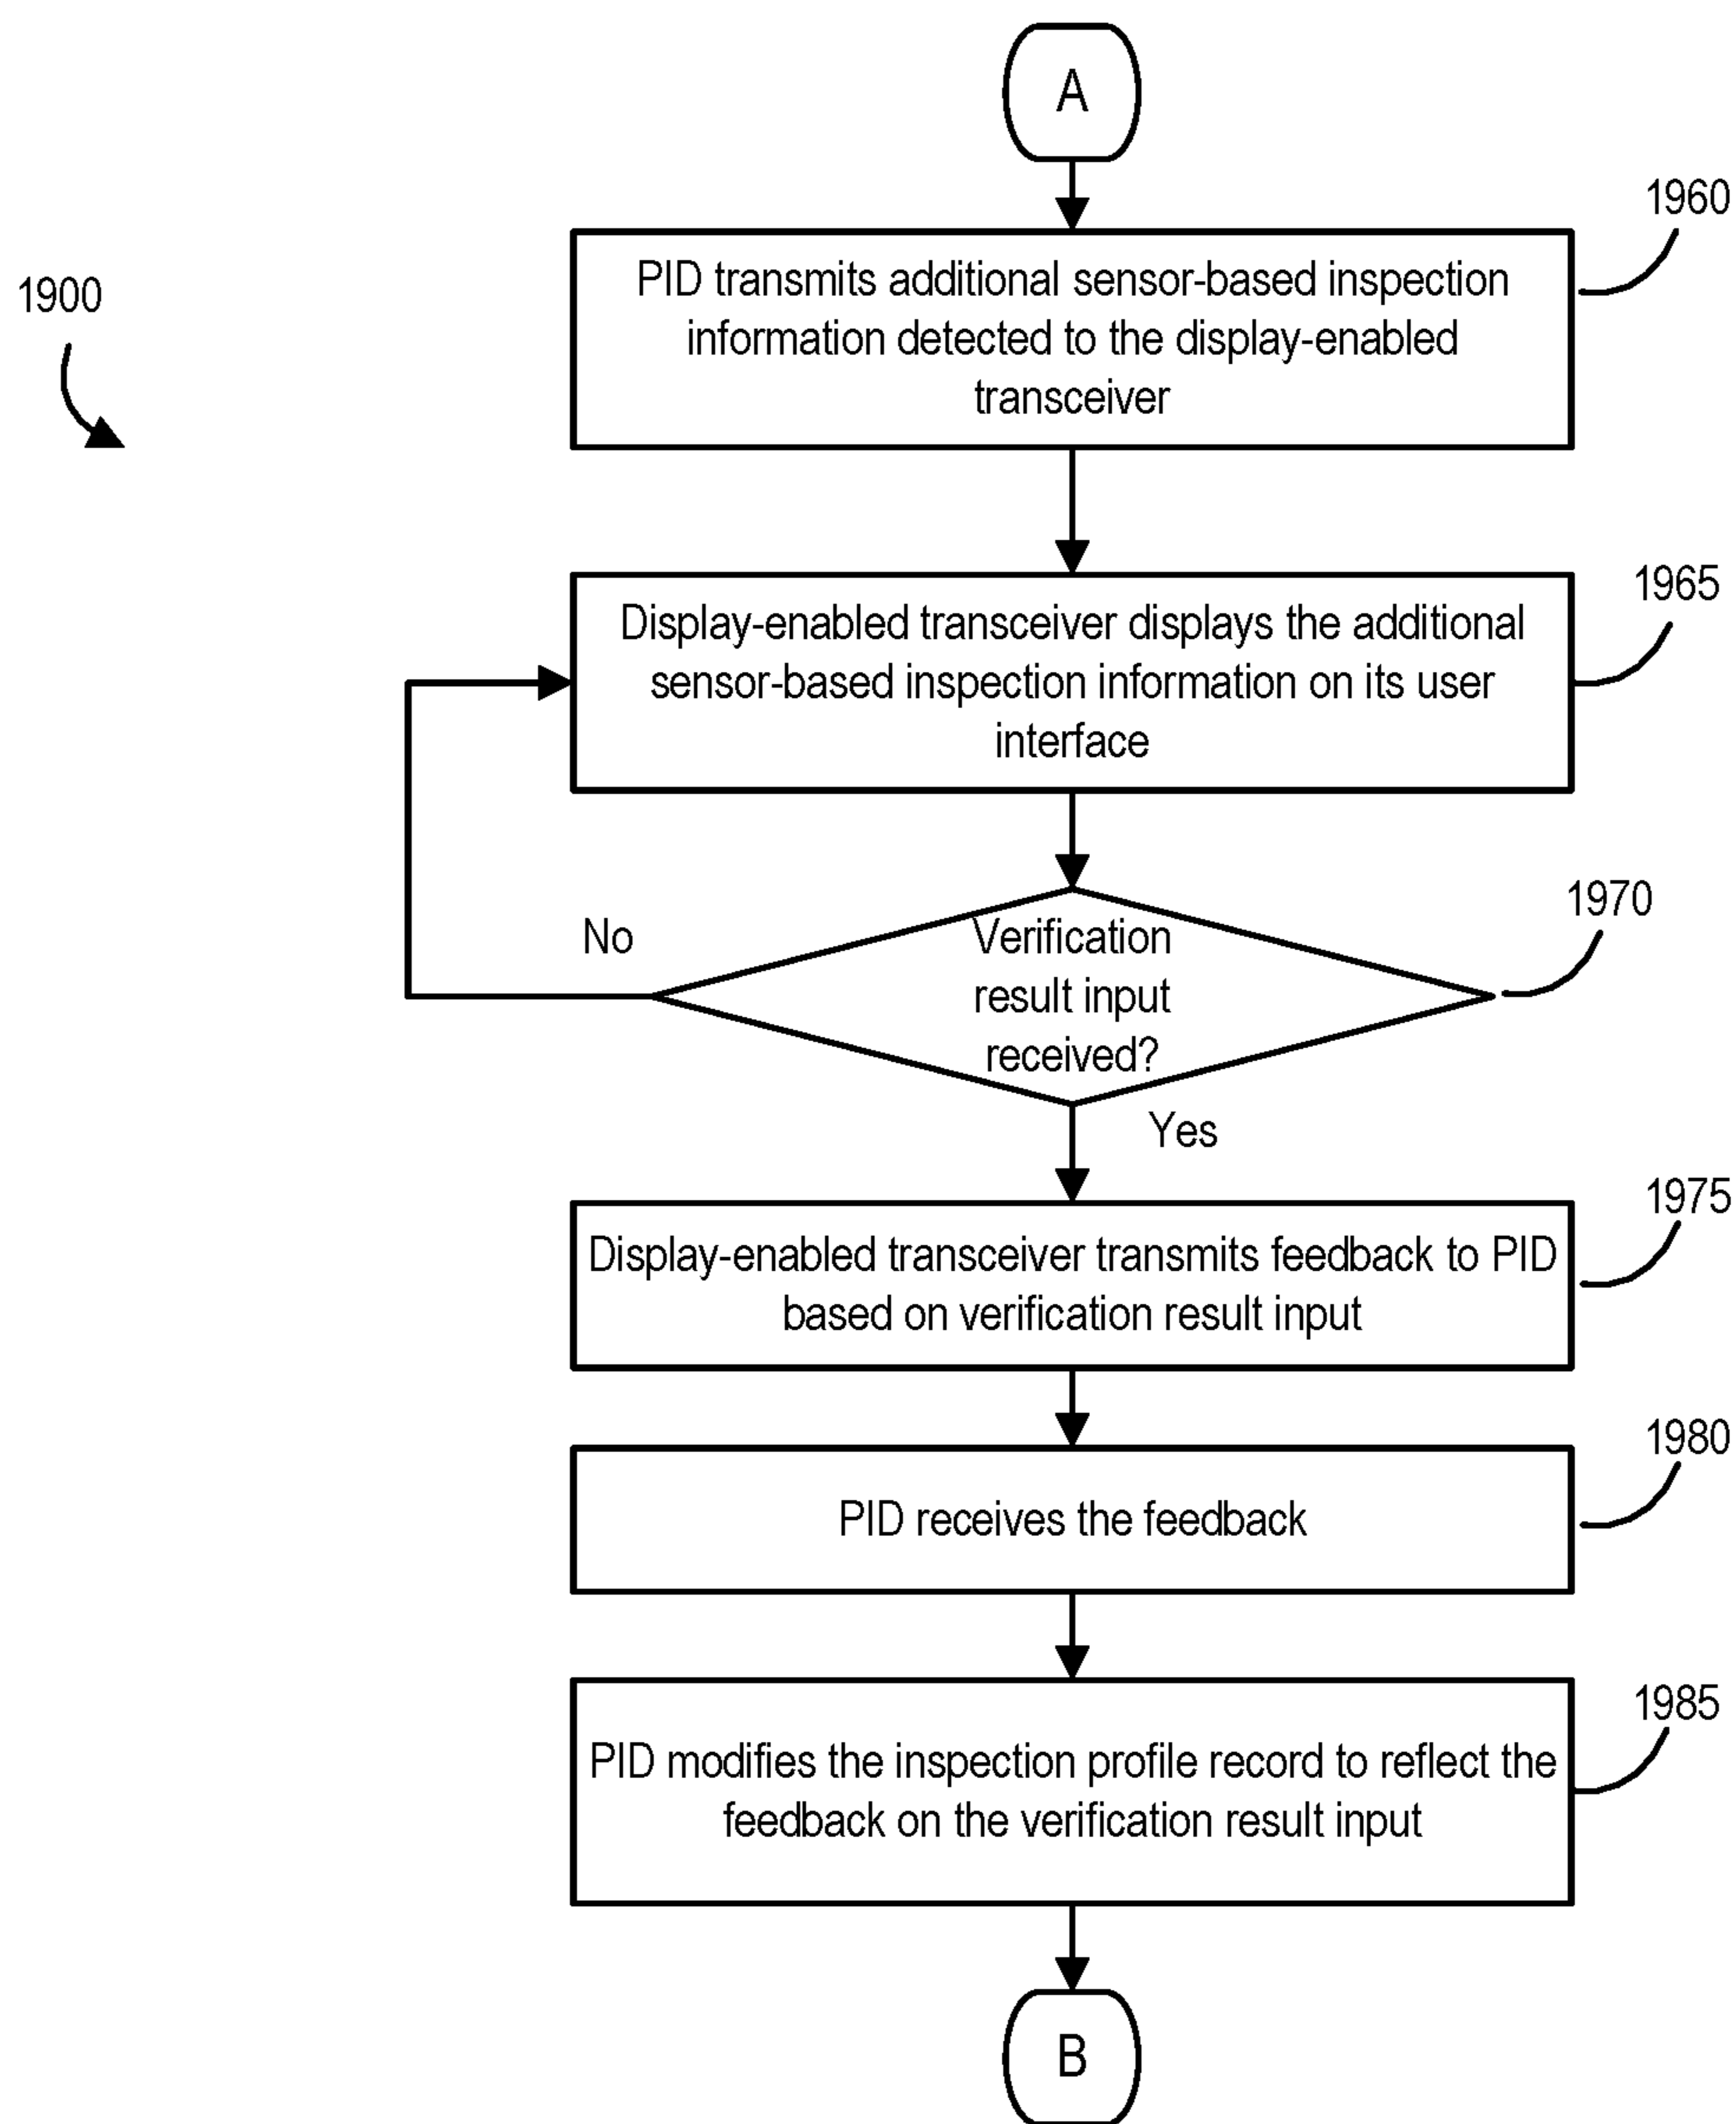 A
1960
PID transmits additional sensor-based inspection
information detected to the display-enabled
transceiver
1900
1965
Display-enabled transceiver displays the additional
sensor-based inspection information on its user
interface
1970
No
Verification
result input
received?
Yes
1975
Display-enabled transceiver transmits feedback to PID
based on verification result input
1980
PID receives the feedback
1985
PID modifies the inspection profile record to reflect the
feedback on the verification result input
B